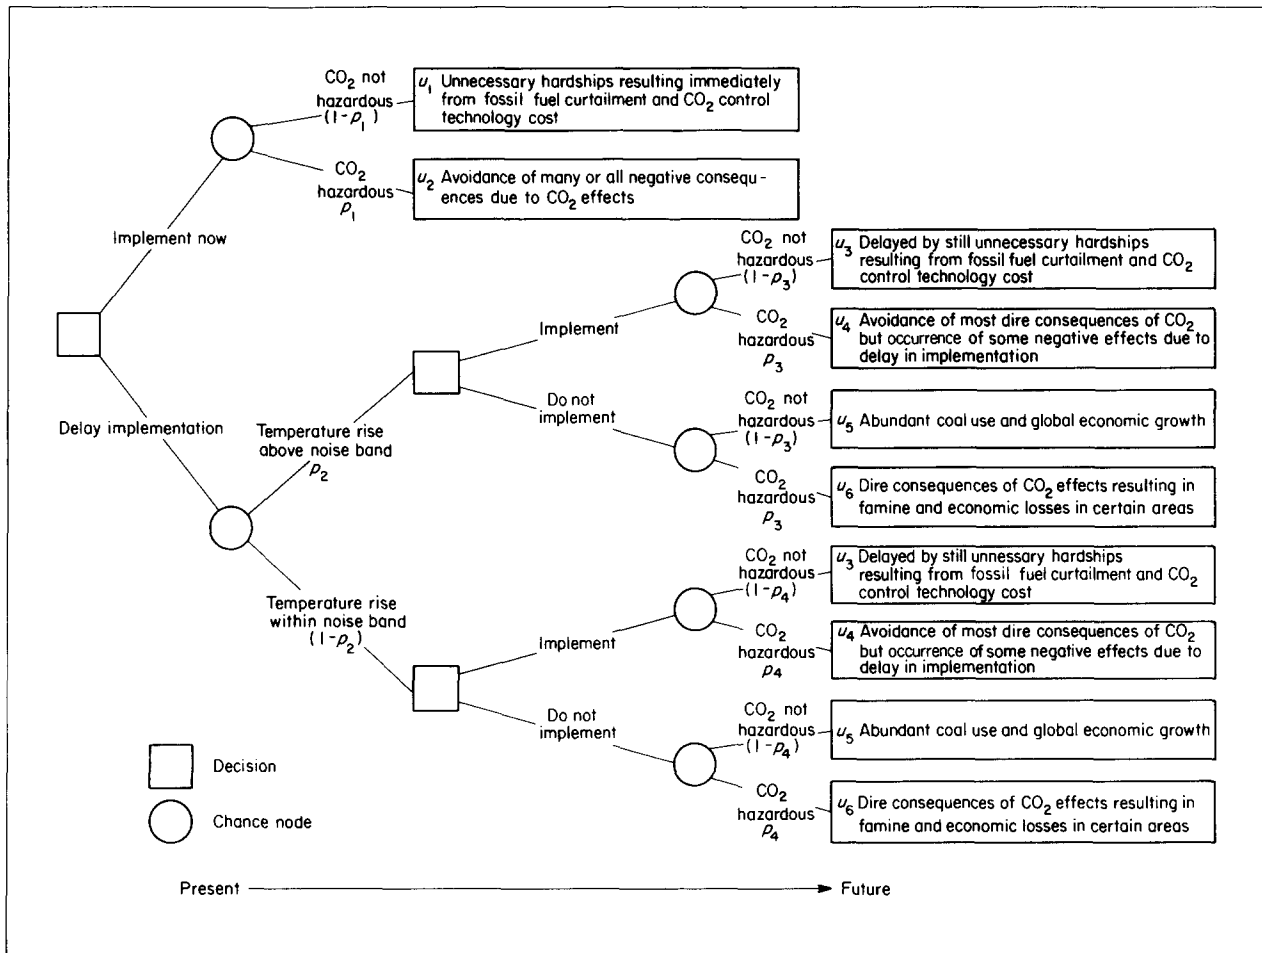 CO2 not
hazardous
(1-p1)
u1 Unnecessary hardships resulting immediately
from fossil fuel curtailment and CO2 control
technology cost
CO2
hazardous
p1
u2 Avoidance of many or all negative consequ-
ences due to CO2 effects
Implement now
Delay implementation
Temperature rise
above noise band
p2
Implement
CO2 not
hazardous
(1-p3)
u3 Delayed by still unnecessary hardships
resulting from fossil fuel curtailment and CO2
control technology cost
CO2
hazardous
p3
u4 Avoidance of most dire consequences of CO2
but occurrence of some negative effects due to
delay in implementation
Do not
implement
CO2 not
hazardous
(1-p3)
u5 Abundant coal use and global economic growth
CO2
hazardous
p3
u6 Dire consequences of CO2 effects resulting in
famine and economic losses in certain areas
Temperature rise
within noise band
(1-p2)
Implement
CO2 not
hazardous
(1-p4)
u3 Delayed by still unnessary hardships
resulting from fossil fuel curtailment and CO2
control technology cost
CO2
hazardous
p4
u4 Avoidance of most dire consequences of CO2
but occurrence of some negative effects due to
delay in implementation
Do not
implement
CO2 not
hazardous
(1-p4)
u5 Abundant coal use and global economic growth
CO2
hazardous
p4
u6 Dire consequences of CO2 effects resulting in
famine and economic losses in certain areas
Decision
Chance node
Present
Future